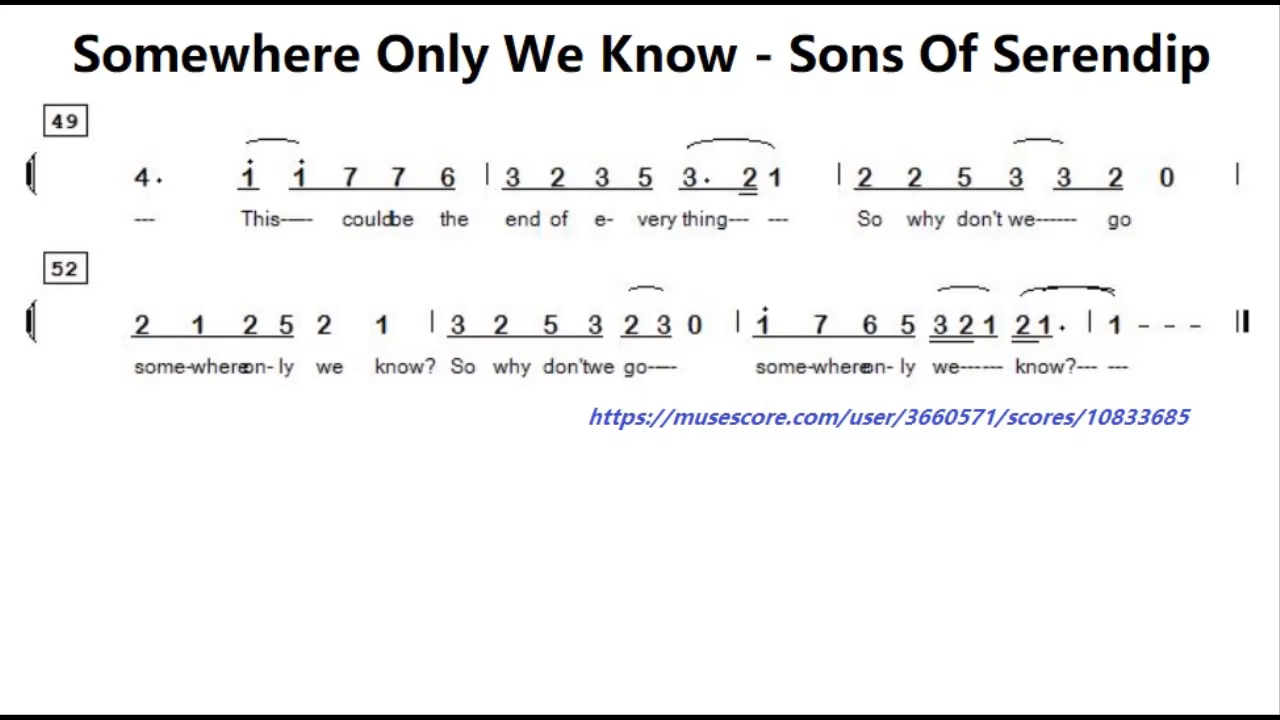 Somewhere Only We Know - Sons Of Serendip
49
4. 1 1 7 7 6 | 3 2 3 5 3. 2 1 | 2 2 5 3 3 2 0 |
--- This---- could be the end of e- very thing--- --- So why don't we------ go
52
2 1 2 5 2 1 | 3 2 5 3 2 3 0 | 1 7 6 5 3 2 1 2 1. | 1 - - -
some-where on- ly we know? So why don't we go---- some-where on- ly we------ know?--- ---
https://musescore.com/user/3660571/scores/10833685